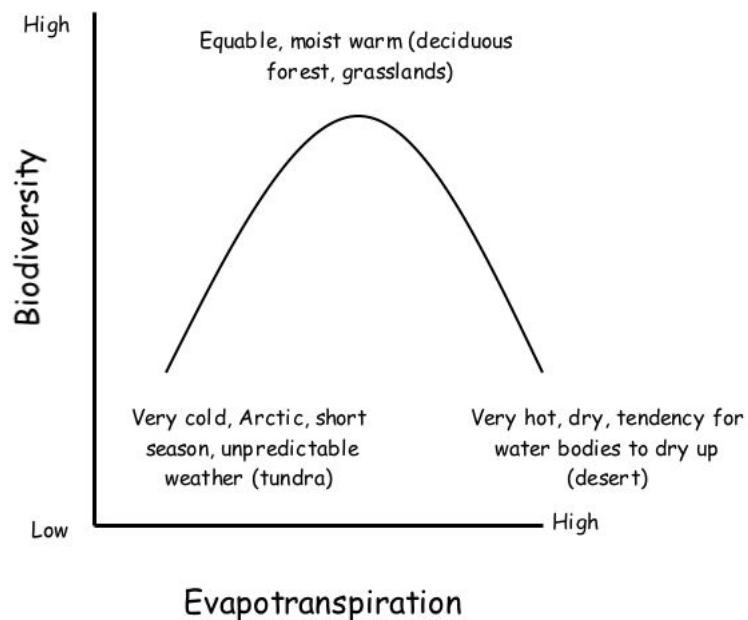 High
Equable, moist warm (deciduous
forest, grasslands)
Biodiversity
Very cold, Arctic, short
season, unpredictable
weather (tundra)
Very hot, dry, tendency for
water bodies to dry up
(desert)
Low
High
Evapotranspiration